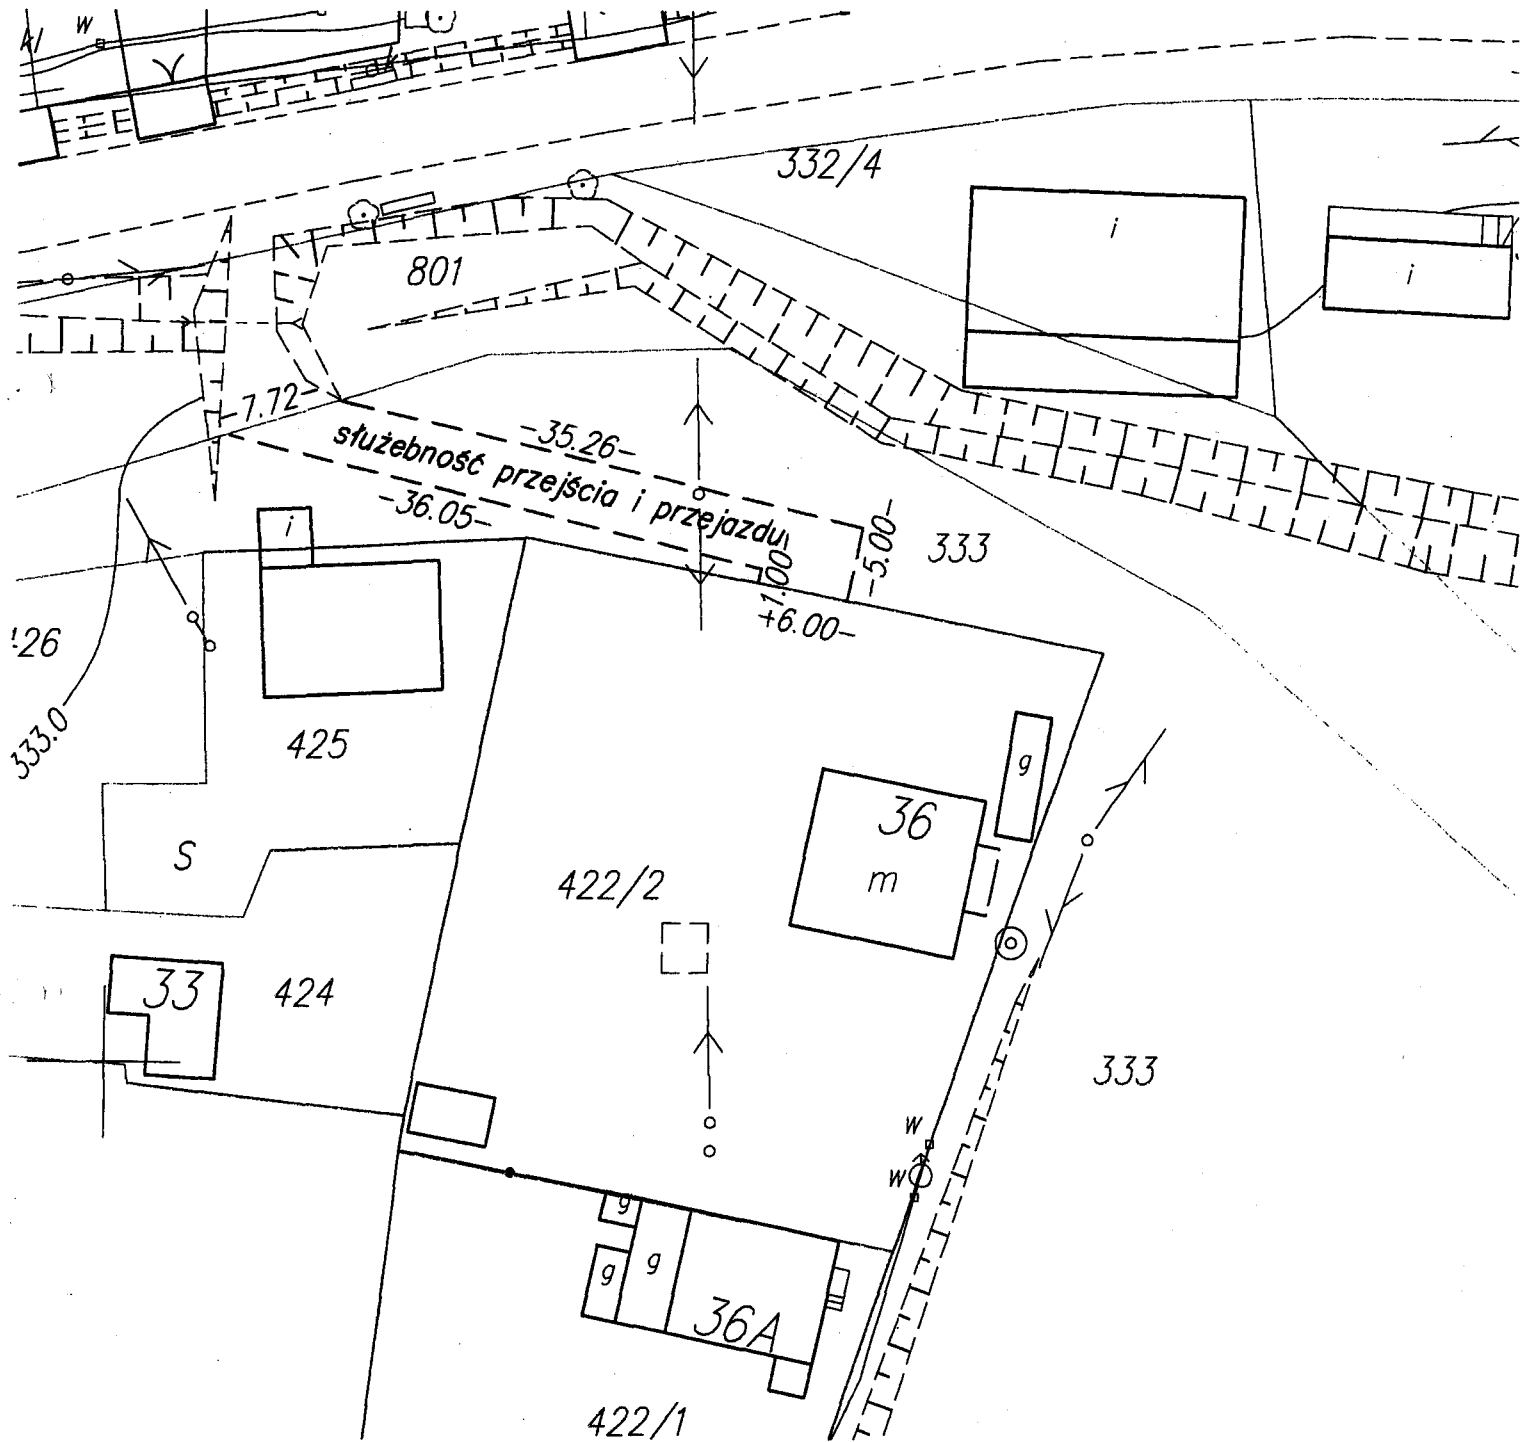 w
332/4
i
i
801
-7.72-
-35.26-
służebność przejścia i przejazdu
-36.05-
-5.00-
333
i
1.00
+6.00-
333.0
425
g
36
m
S
422/2
33
424
333
w
w
g
g
g
36A
422/1